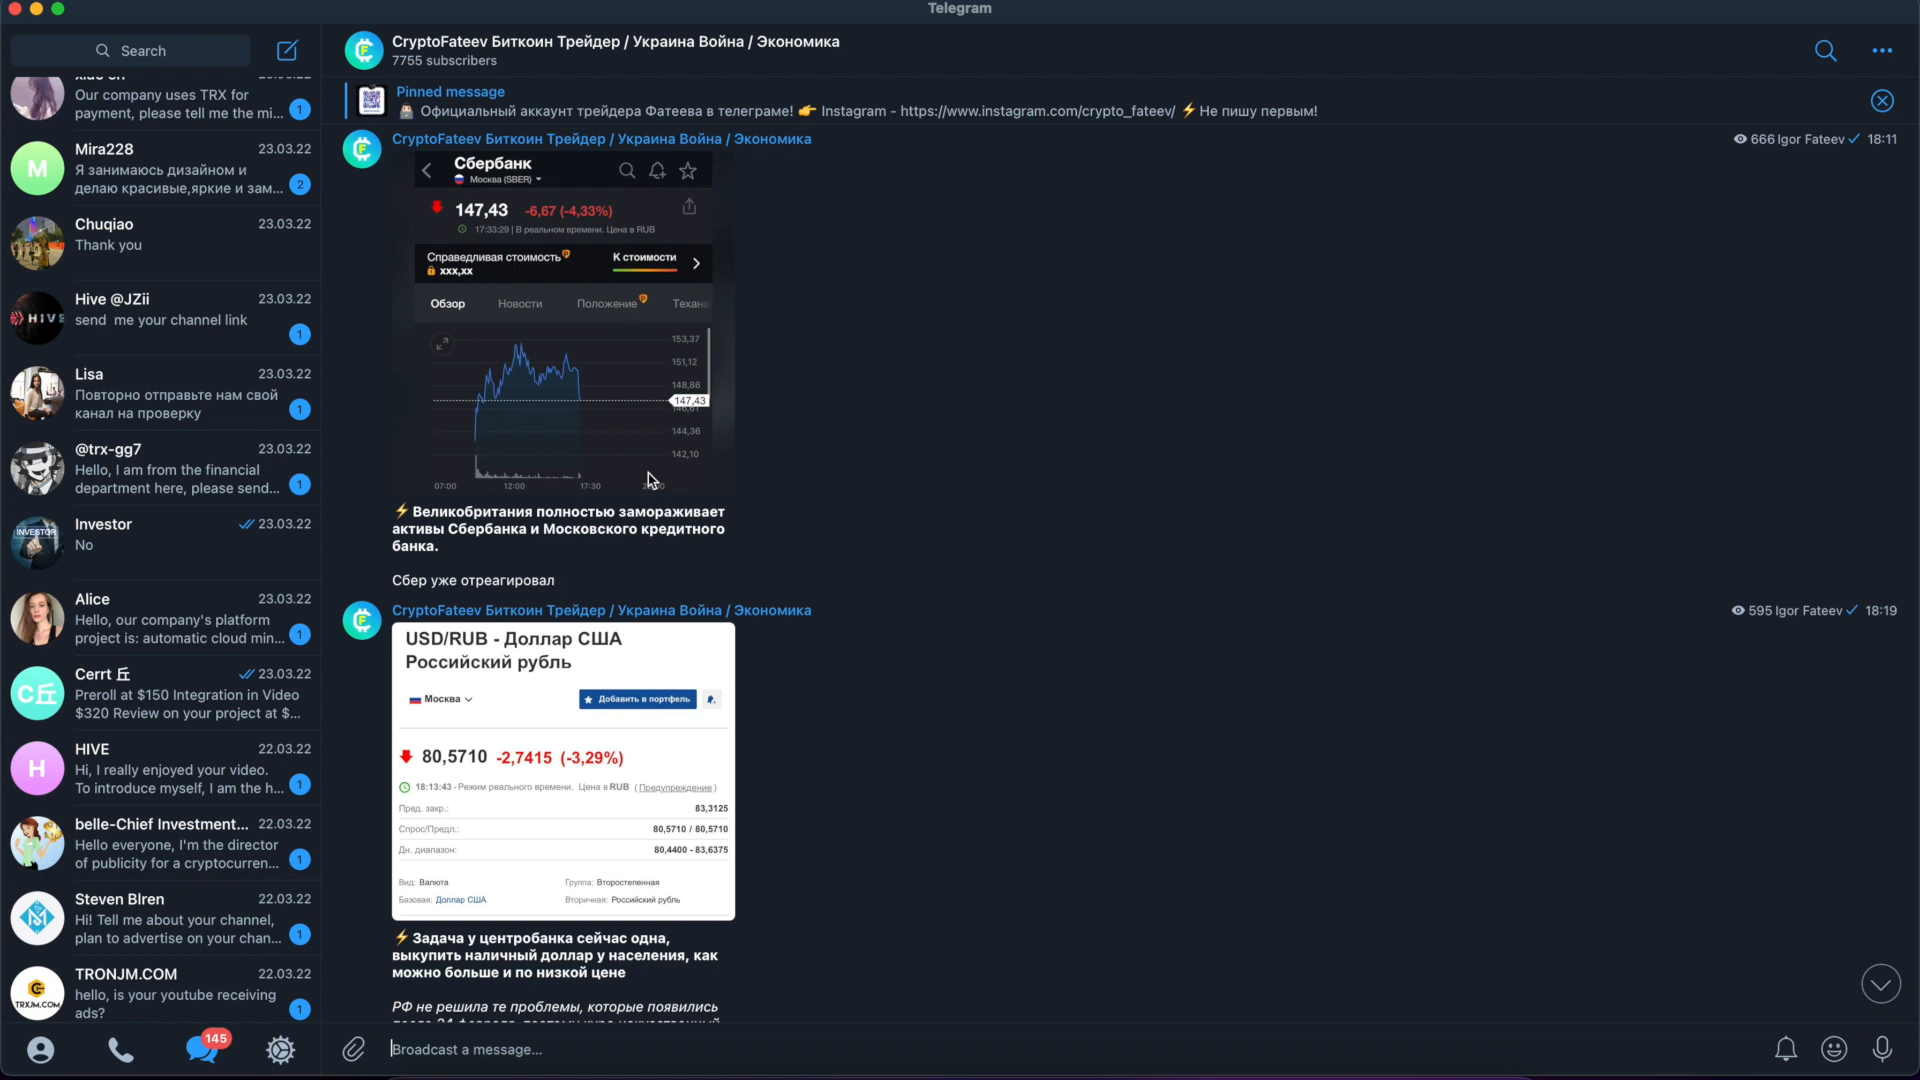 Telegram
Search
Our company uses TRX for
payment, please tell me the mi...
1
Mira228
23.03.22
Я занимаюсь дизайном и
делаю красивые,яркие и зам...
2
Chuqiao
23.03.22
Thank you
Hive @JZii
23.03.22
send me your channel link
1
Lisa
23.03.22
Повторно отправьте нам свой
канал на проверку
1
@trx-gg7
23.03.22
Hello, I am from the financial
department here, please send...
1
INVESTOR
Investor
23.03.22
No
Alice
23.03.22
Hello, our company's platform
project is: automatic cloud min...
1
C丘
Cerrt 丘
23.03.22
Preroll at $150 Integration in Video
$320 Review on your project at $...
H
HIVE
22.03.22
Hi, I really enjoyed your video.
To introduce myself, I am the h...
1
belle-Chief Investment...
22.03.22
Hello everyone, I'm the director
of publicity for a cryptocurren...
1
Steven Blren
22.03.22
Hi! Tell me about your channel,
plan to advertise on your chan...
1
TRXJM.COM
TRONJM.COM
22.03.22
hello, is your youtube receiving
ads?
1
145
CryptoFateev Биткоин Трейдер / Украина Война / Экономика
7755 subscribers
Pinned message
Официальный аккаунт трейдера Фатеева в телеграме! 👉 Instagram - https://www.instagram.com/crypto_fateev/ ⚡Не пишу первым!
CryptoFateev Биткоин Трейдер / Украина Война / Экономика
666 Igor Fateev 18:11
Сбербанк
Москва (SBER)
147,43 -6,67 (-4,33%)
17:33:29 | В реальном времени. Цена в RUB
Справедливая стоимость
xxx,xx
К стоимости
Обзор Новости Положение Техана
153,37
151,12
148,86
147,43
144,36
142,10
07:00 12:00 17:30
⚡Великобритания полностью замораживает
активы Сбербанка и Московского кредитного
банка.
Сбер уже отреагировал
CryptoFateev Биткоин Трейдер / Украина Война / Экономика
595 Igor Fateev 18:19
USD/RUB - Доллар США
Российский рубль
Москва
Добавить в портфель
80,5710 -2,7415 (-3,29%)
18:13:43 - Режим реального времени. Цена в RUB ( Предупреждение )
Пред. закр.: 83,3125
Спрос/Предл.: 80,5710 / 80,5710
Дн. диапазон: 80,4400 - 83,6375
Вид: Валюта Группа: Второстепенная
Базовая: Доллар США Вторичная: Российский рубль
⚡Задача у центробанка сейчас одна,
выкупить наличный доллар у населения, как
можно больше и по низкой цене
РФ не решила те проблемы, которые появились
Broadcast a message...